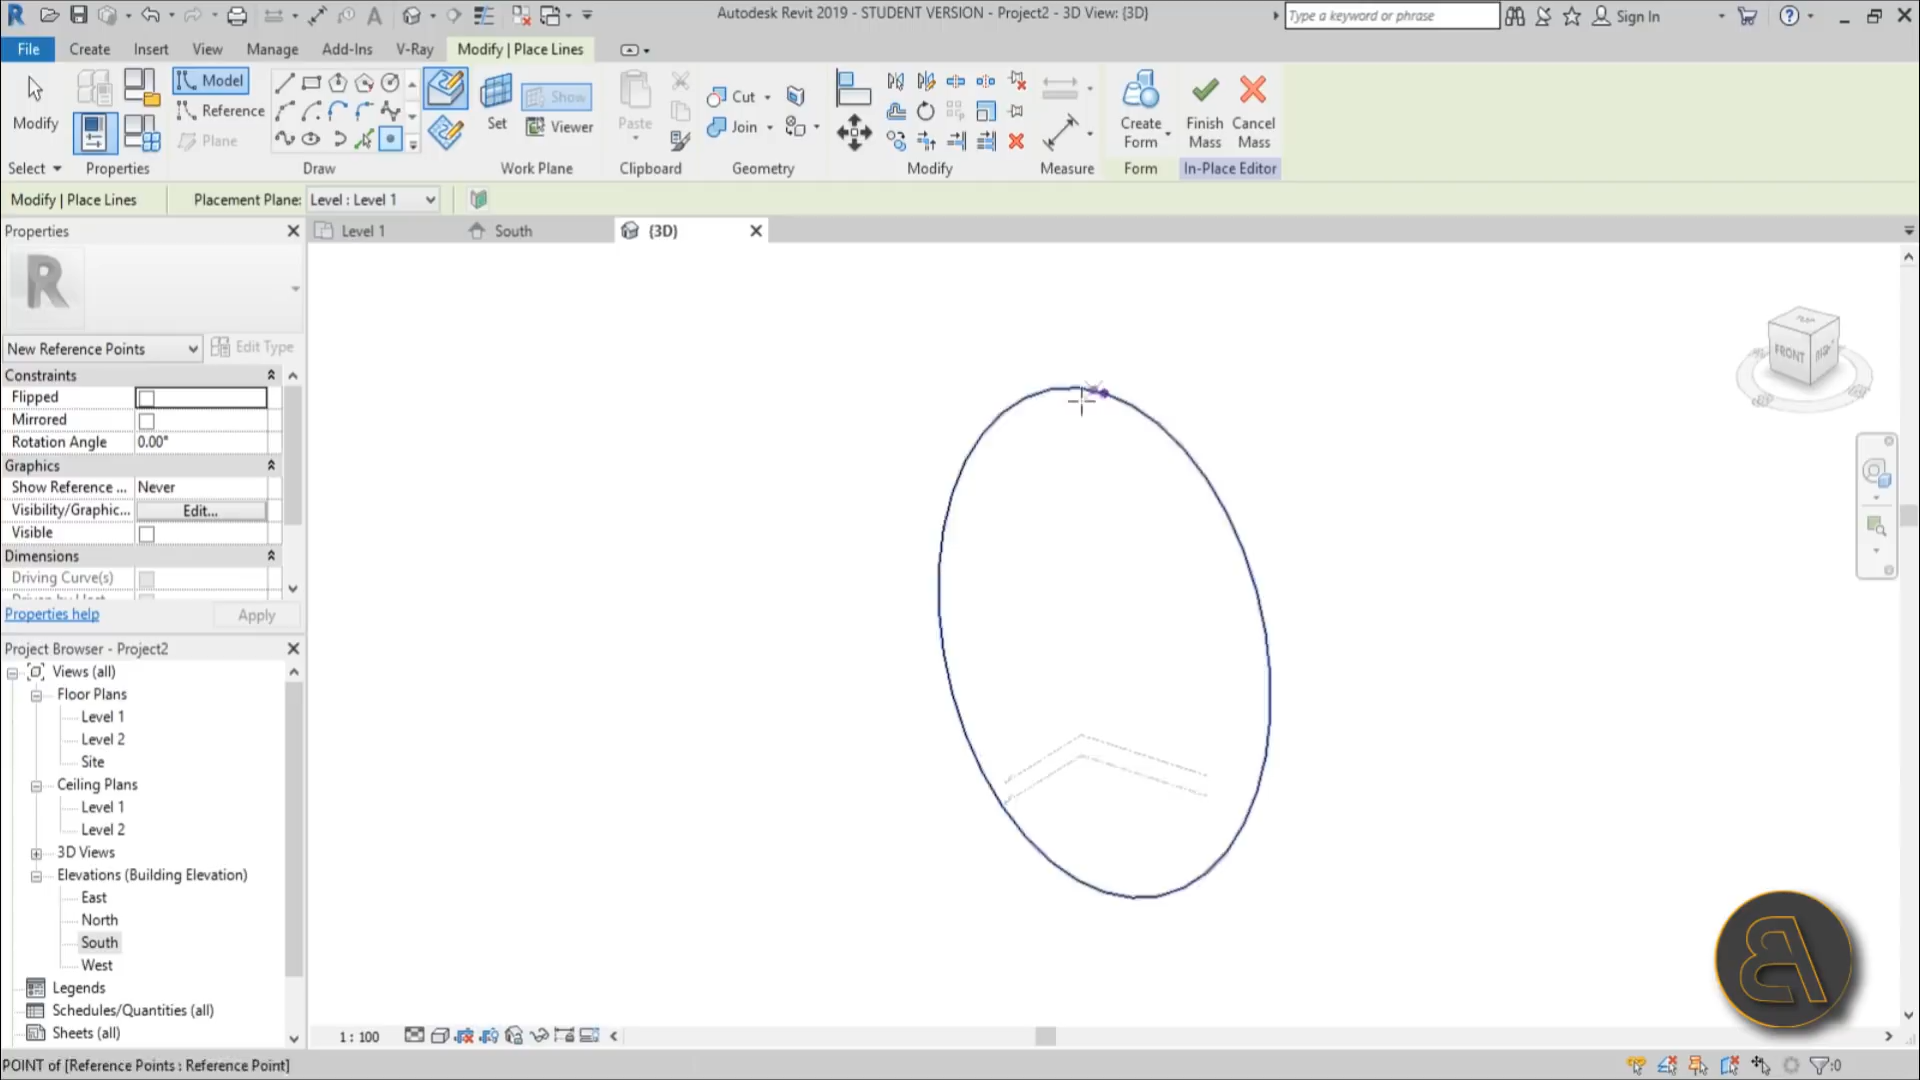 Autodesk Revit 2019 - STUDENT VERSION - Project2 - 3D View: {3D}
Type a keyword or phrase
Sign In
File
Create
Insert
View
Manage
Add-Ins
V-Ray
Modify | Place Lines
Modify
Model
Reference
Plane
Set
Show
Viewer
Paste
Cut
Join
Create Form
Finish Mass
Cancel Mass
Select
Properties
Draw
Work Plane
Clipboard
Geometry
Modify
Measure
Form
In-Place Editor
Modify | Place Lines
Placement Plane:
Level : Level 1
Properties
Level 1
South
{3D}
New Reference Points
Edit Type
Constraints
Flipped
Mirrored
Rotation Angle
0.00°
Graphics
Show Reference ...
Never
Visibility/Graphic...
Edit...
Visible
Dimensions
Driving Curve(s)
Properties help
Apply
Project Browser - Project2
Views (all)
Floor Plans
Level 1
Level 2
Site
Ceiling Plans
Level 1
Level 2
3D Views
Elevations (Building Elevation)
East
North
South
West
Legends
Schedules/Quantities (all)
Sheets (all)
TOP
FRONT
RIGHT
1 : 100
POINT of [Reference Points : Reference Point]
:0